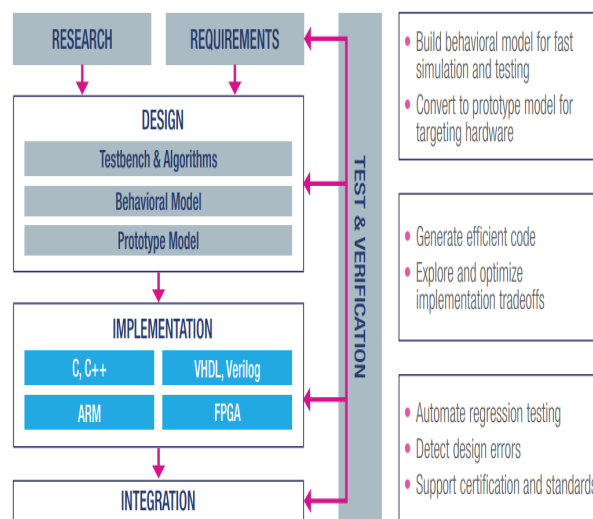 RESEARCH
REQUIREMENTS
DESIGN
Testbench & Algorithms
Behavioral Model
Prototype Model
IMPLEMENTATION
C, C++
VHDL, Verilog
ARM
FPGA
INTEGRATION
TEST & VERIFICATION
• Build behavioral model for fast
simulation and testing
• Convert to prototype model for
targeting hardware
• Generate efficient code
• Explore and optimize
implementation tradeoffs
• Automate regression testing
• Detect design errors
• Support certification and standards